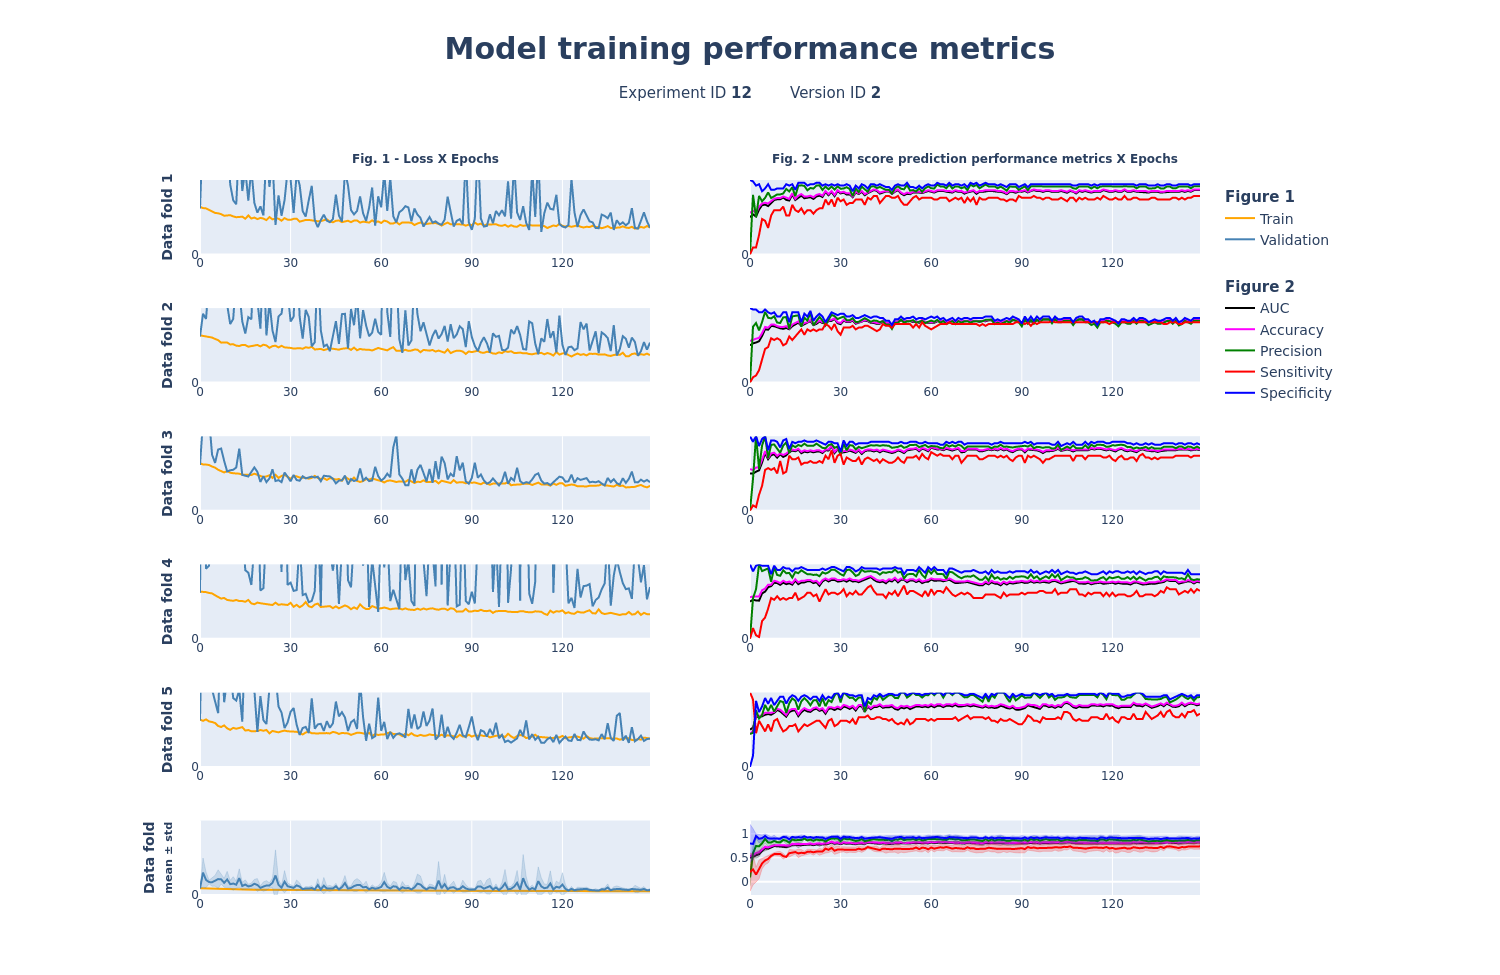 Model training performance metrics
Experiment ID 12 Version ID 2
Fig. 1 - Loss X Epochs
Fig. 2 - LNM score prediction performance metrics X Epochs
Data fold 1
0
0 30 60 90 120
0
0 30 60 90 120
Figure 1
Train
Validation
Figure 2
AUC
Accuracy
Precision
Sensitivity
Specificity
Data fold 2
0
0 30 60 90 120
0
0 30 60 90 120
Data fold 3
0
0 30 60 90 120
0
0 30 60 90 120
Data fold 4
0
0 30 60 90 120
0
0 30 60 90 120
Data fold 5
0
0 30 60 90 120
0
0 30 60 90 120
Data fold
mean ± std
0
0 30 60 90 120
1
0.5
0
0 30 60 90 120